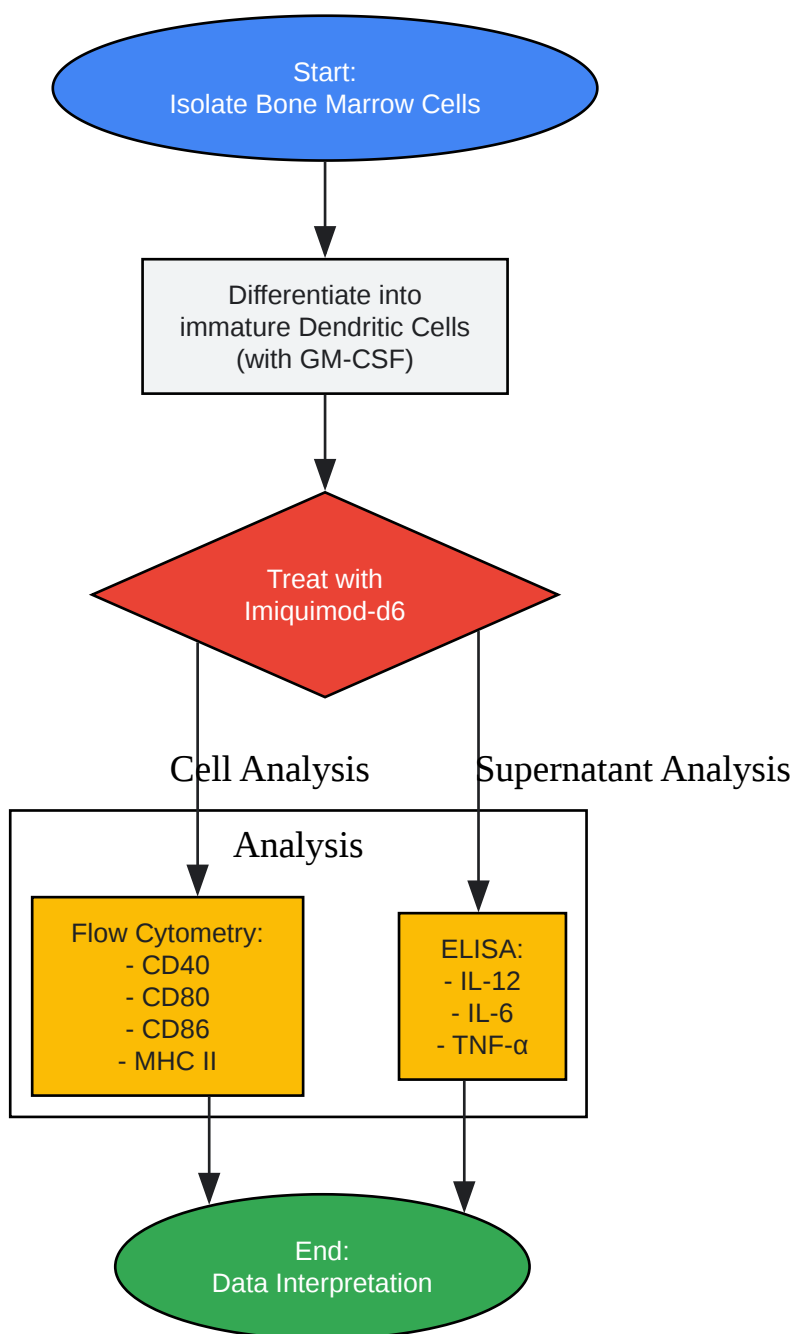 Start:
Isolate Bone Marrow Cells
Differentiate into
immature Dendritic Cells
(with GM-CSF)
Treat with
Imiquimod-d6
Cell Analysis
Supernatant Analysis
Analysis
Flow Cytometry:
- CD40
- CD80
- CD86
- MHC II
ELISA:
- IL-12
- IL-6
- TNF-α
End:
Data Interpretation